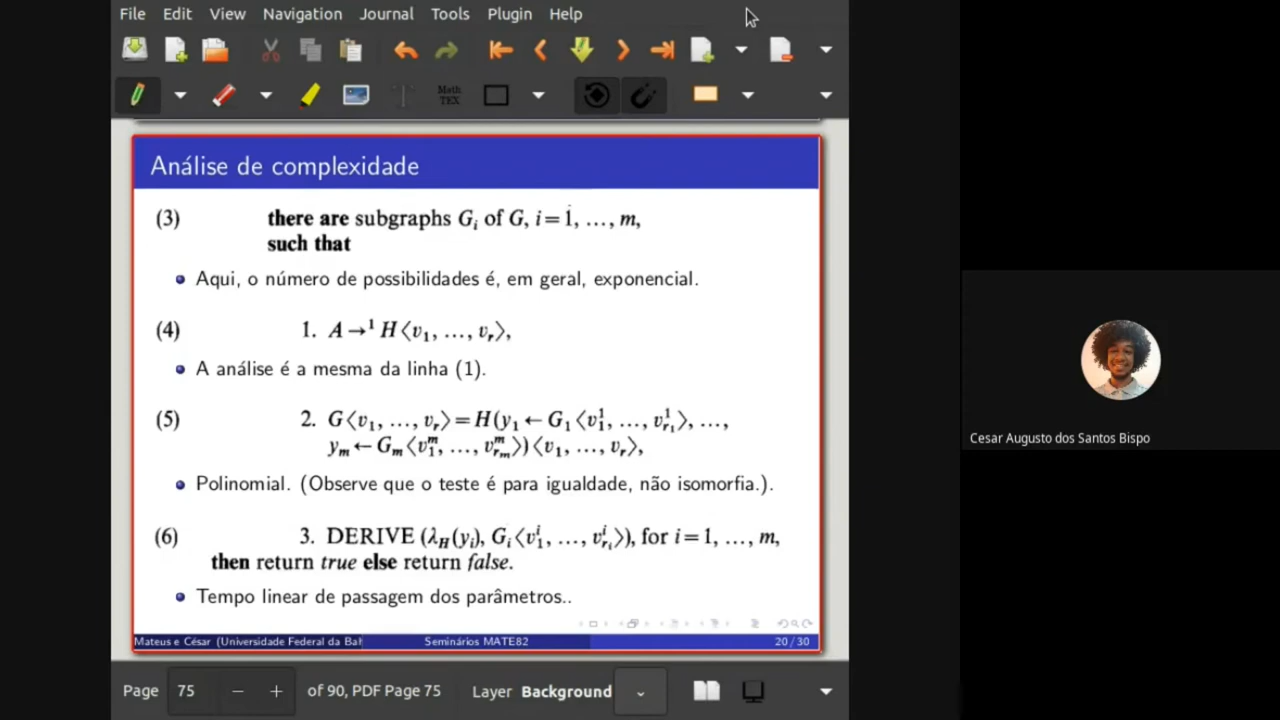 File Edit View Navigation Journal Tools Plugin Help
Math
TEX
Análise de complexidade
(3) there are subgraphs Gᵢ of G, i=1, ..., m,
such that
Aqui, o número de possibilidades é, em geral, exponencial.
(4) 1. A →¹ H⟨v₁, ..., vᵣ⟩,
A análise é a mesma da linha (1).
(5) 2. G⟨v₁, ..., vᵣ⟩=H(y₁ ← G₁⟨v¹₁, ..., v¹ᵣ₁⟩, ...,
yₘ ← Gₘ⟨vᵐ₁, ..., vᵐᵣₘ⟩)⟨v₁, ..., vᵣ⟩,
Polinomial. (Observe que o teste é para igualdade, não isomorfia.).
(6) 3. DERIVE (λ_H(yᵢ), Gᵢ⟨vⁱ₁, ..., vⁱᵣᵢ⟩), for i=1, ..., m,
then return true else return false.
Tempo linear de passagem dos parâmetros..
Mateus e César (Universidade Federal da Bah Seminários MATE82 20 / 30
Page 75 − + of 90, PDF Page 75 Layer Background
Cesar Augusto dos Santos Bispo